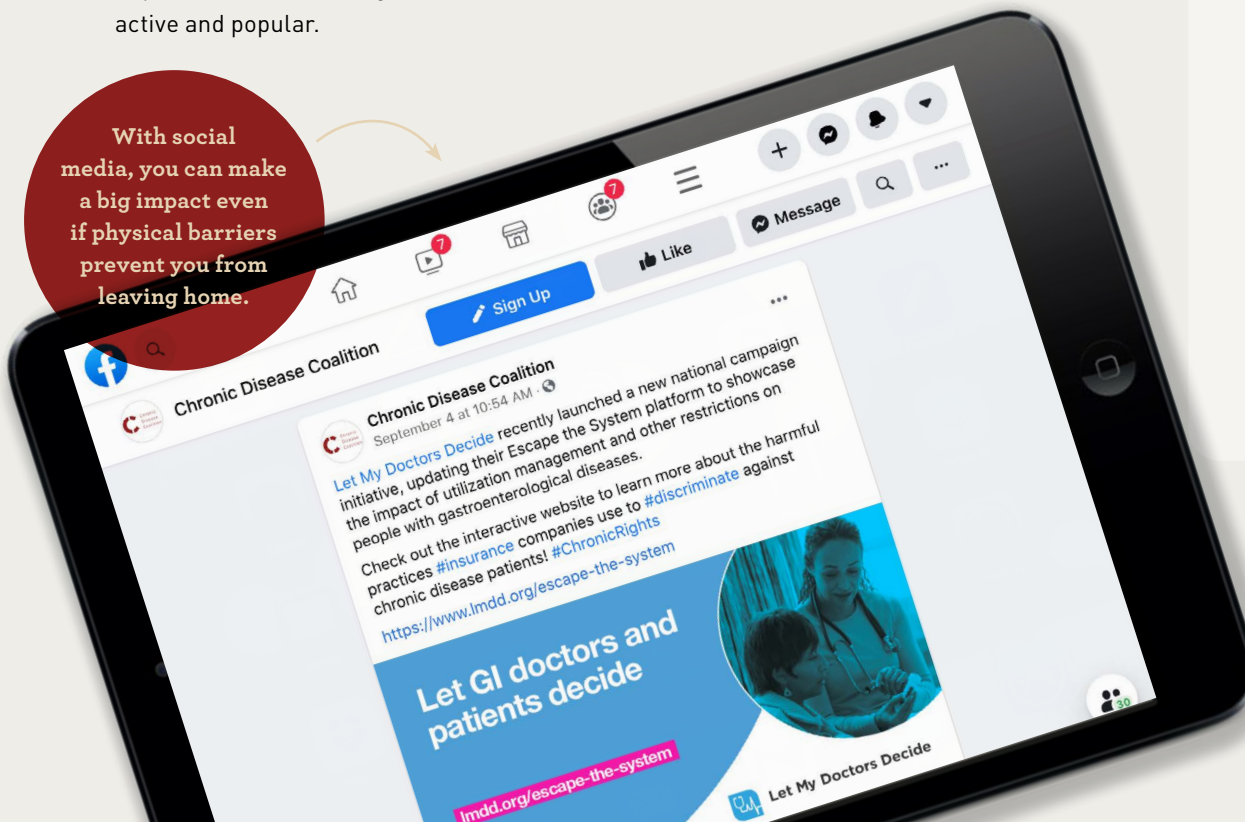 active and popular.
With social
media, you can make
a big impact even
if physical barriers
prevent you from
leaving home.
7
7
Sign Up
Like
Message
Chronic Disease Coalition
Chronic
Disease
Coalition
Chronic Disease Coalition
September 4 at 10:54 AM ·
Let My Doctors Decide recently launched a new national campaign
initiative, updating their Escape the System platform to showcase
the impact of utilization management and other restrictions on
people with gastroenterological diseases.
Check out the interactive website to learn more about the harmful
practices #insurance companies use to #discriminate against
chronic disease patients! #ChronicRights
https://www.lmdd.org/escape-the-system
Let GI doctors and
patients decide
lmdd.org/escape-the-system
Let My Doctors Decide
30